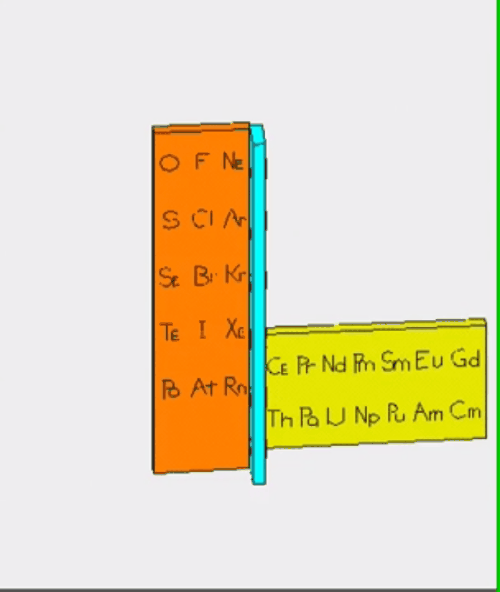 O F Ne
S Cl Ar
Se Br Kr
Te I Xe
Po At Rn
Ce Pr Nd Pm Sm Eu Gd
Th Pa U Np Pu Am Cm